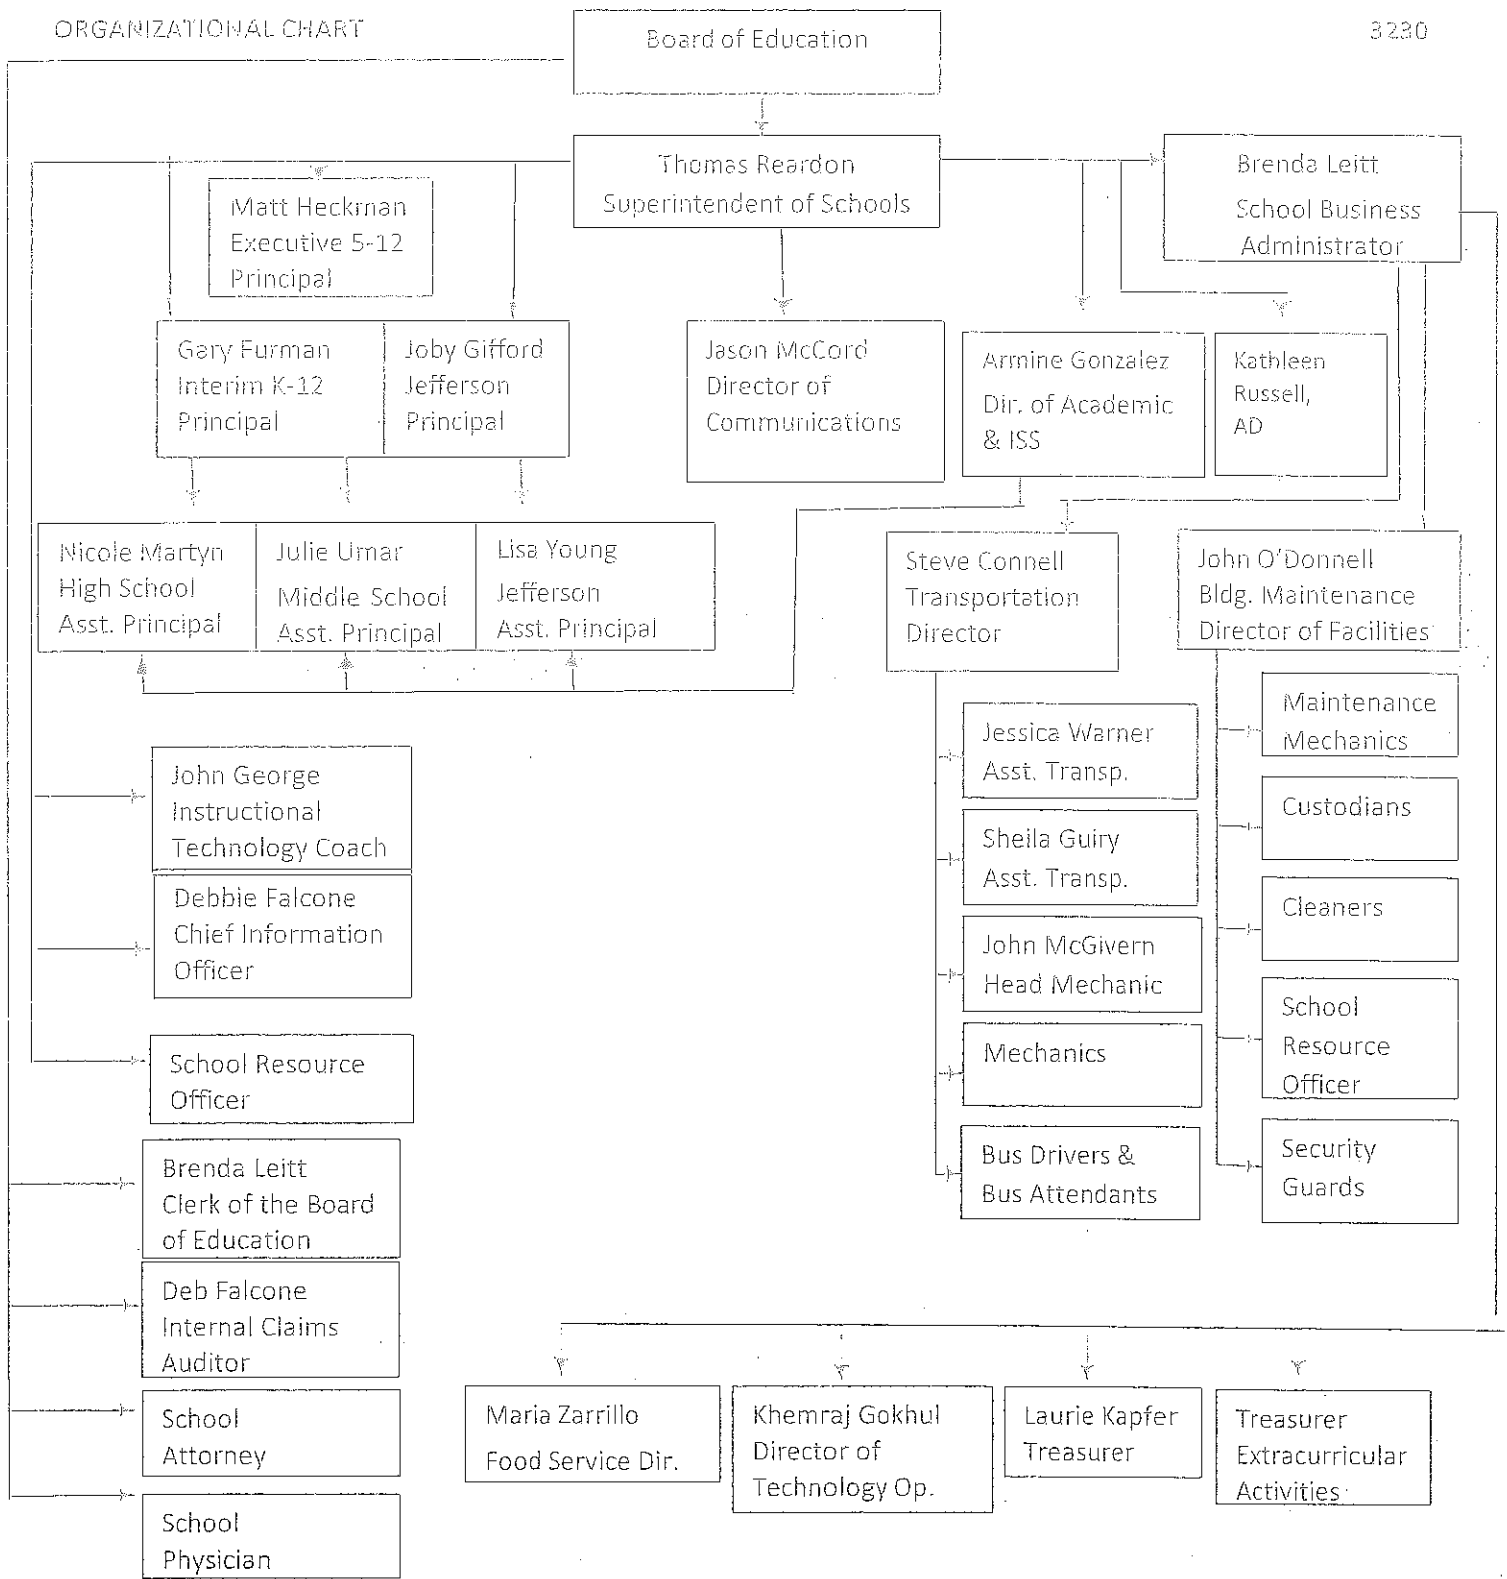 ORGANIZATIONAL CHART
3230
Board of Education
Thomas Reardon
Superintendent of Schools
Brenda Leitt
School Business
Administrator
Matt Heckman
Executive 5-12
Principal
Gary Furman
Interim K-12
Principal
Joby Gifford
Jefferson
Principal
Jason McCord
Director of
Communications
Armine Gonzalez
Dir. of Academic
& ISS
Kathleen
Russell,
AD
Nicole Martyn
High School
Asst. Principal
Julie Umar
Middle School
Asst. Principal
Lisa Young
Jefferson
Asst. Principal
Steve Connell
Transportation
Director
John O'Donnell
Bldg. Maintenance
Director of Facilities
Jessica Warner
Asst. Transp.
Sheila Guiry
Asst. Transp.
John McGivern
Head Mechanic
Mechanics
Bus Drivers &
Bus Attendants
Maintenance
Mechanics
Custodians
Cleaners
School
Resource
Officer
Security
Guards
John George
Instructional
Technology Coach
Debbie Falcone
Chief Information
Officer
School Resource
Officer
Brenda Leitt
Clerk of the Board
of Education
Deb Falcone
Internal Claims
Auditor
School
Attorney
School
Physician
Maria Zarrillo
Food Service Dir.
Khemraj Gokhul
Director of
Technology Op.
Laurie Kapfer
Treasurer
Treasurer
Extracurricular
Activities